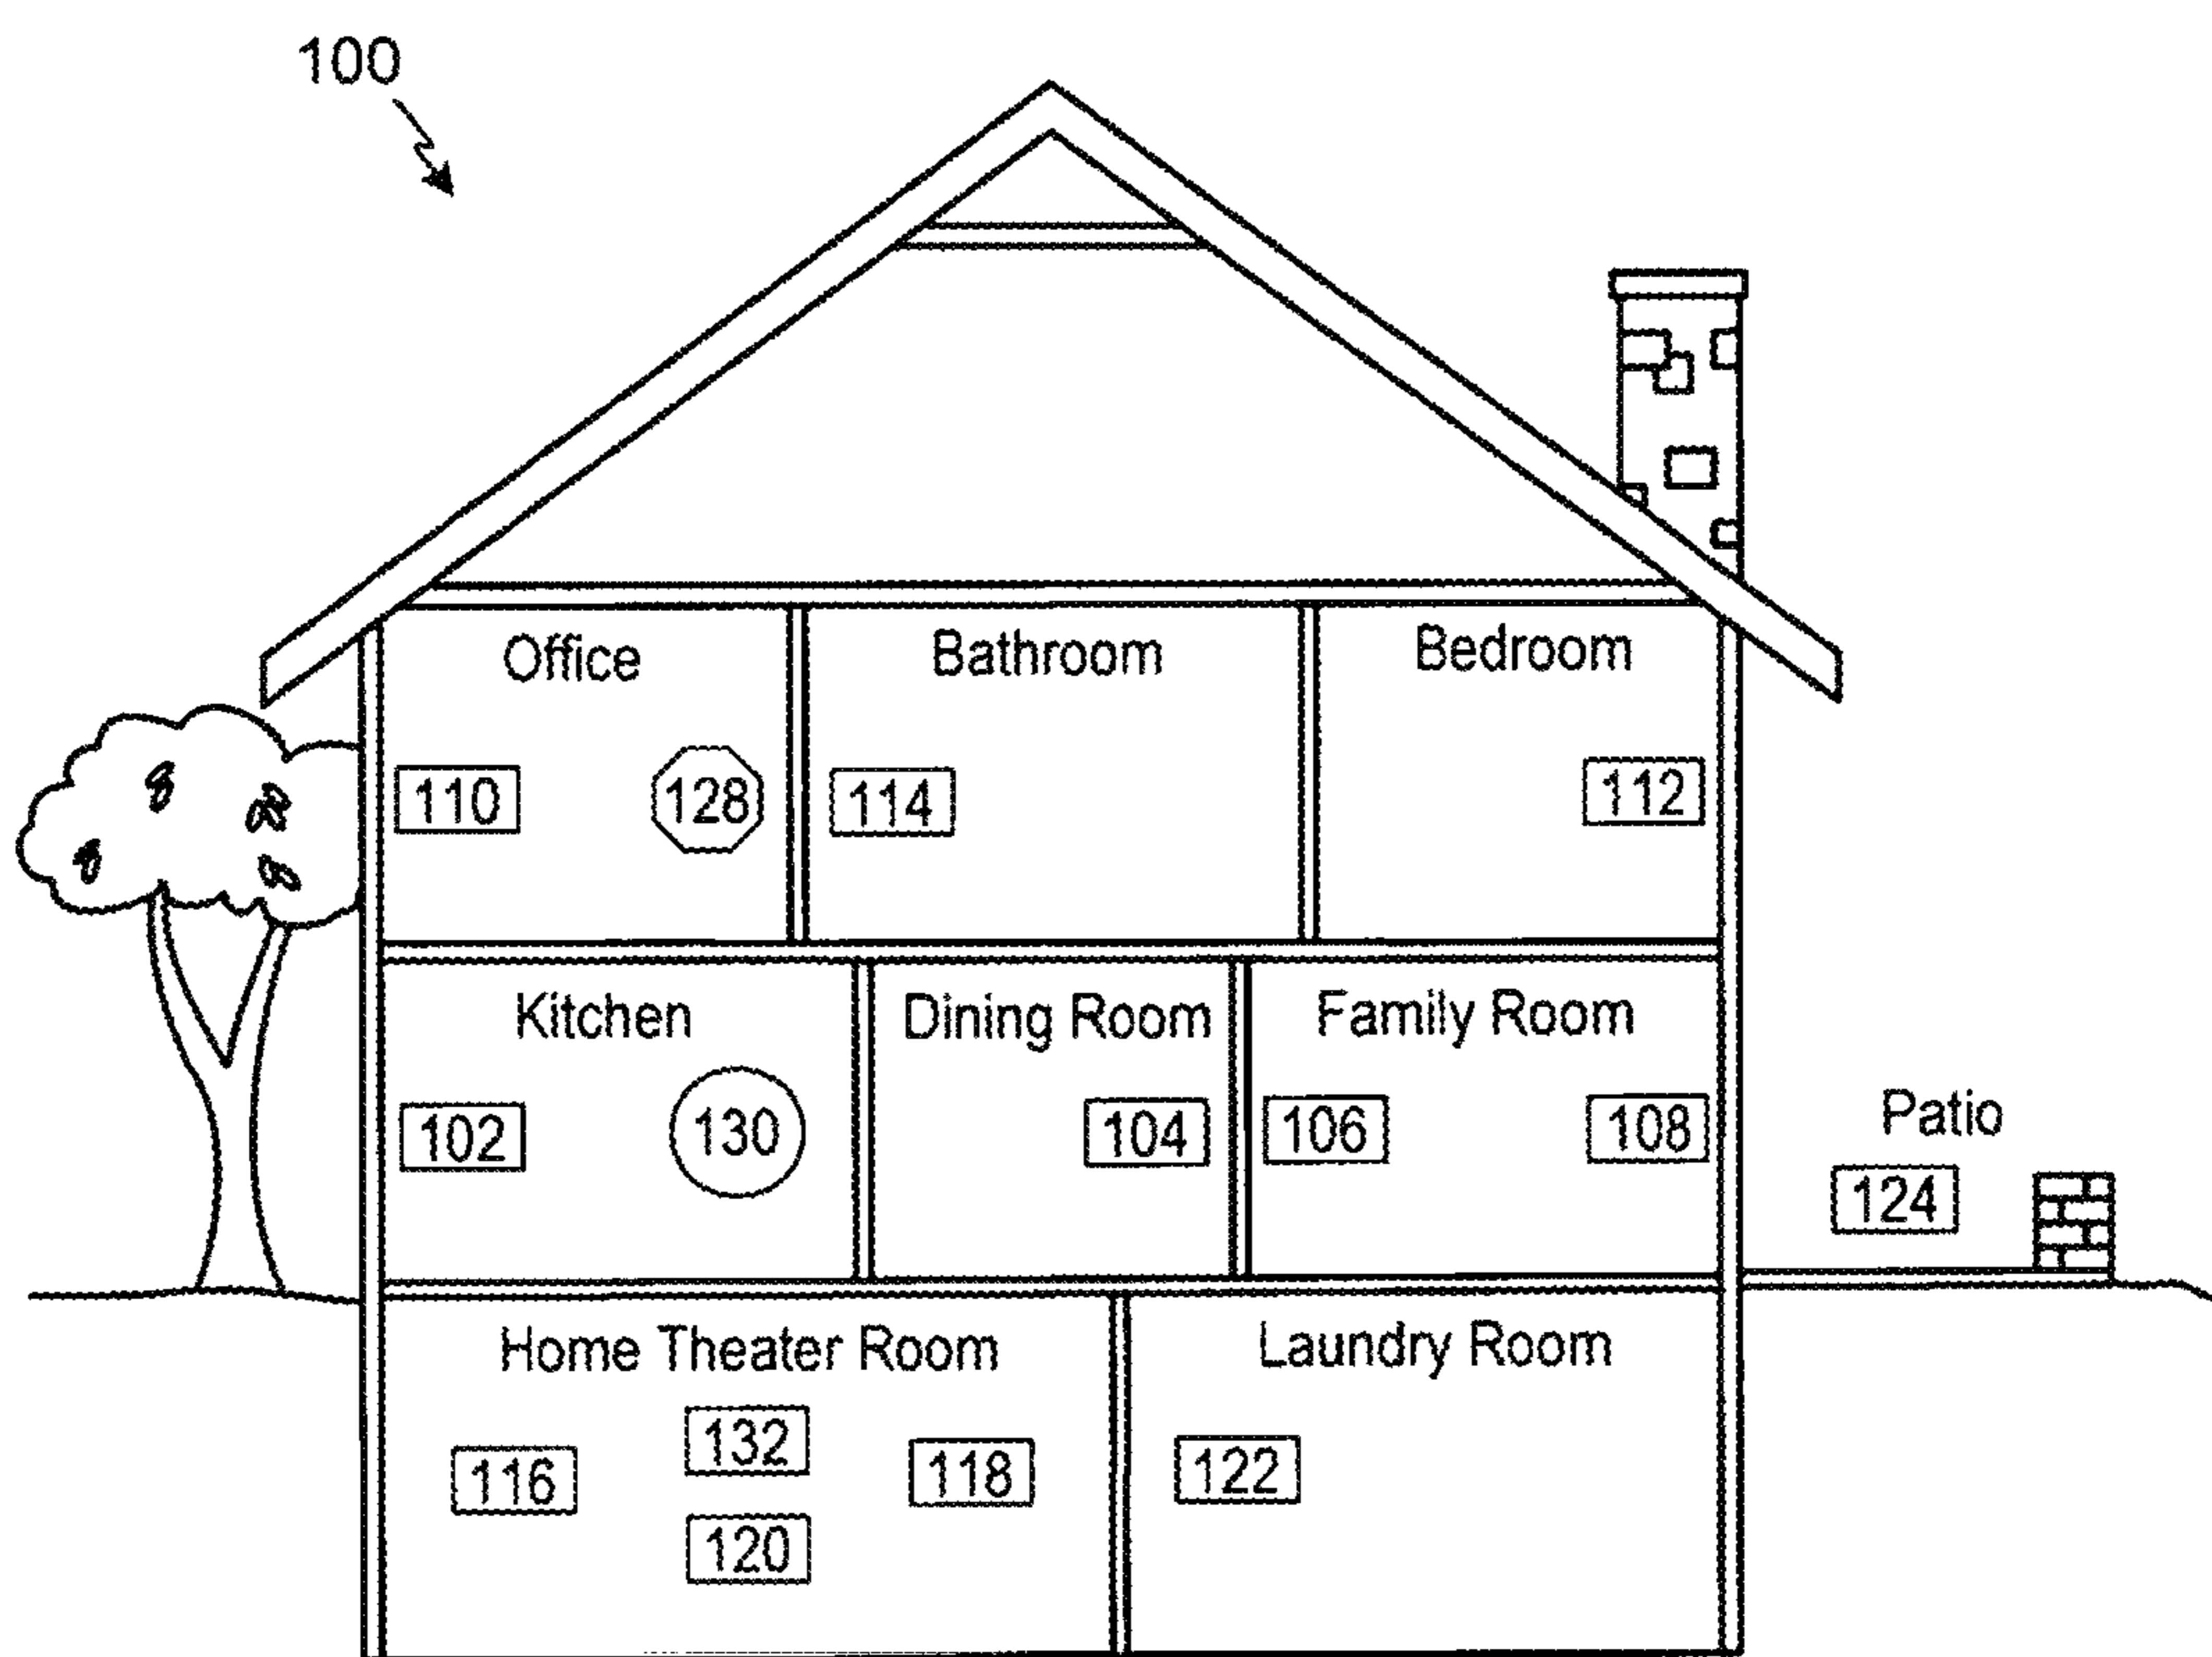 100
Office
Bathroom
Bedroom
110
128
114
112
Kitchen
Dining Room
Family Room
102
130
104
106
108
Patio
124
Home Theater Room
Laundry Room
132
116
118
122
120